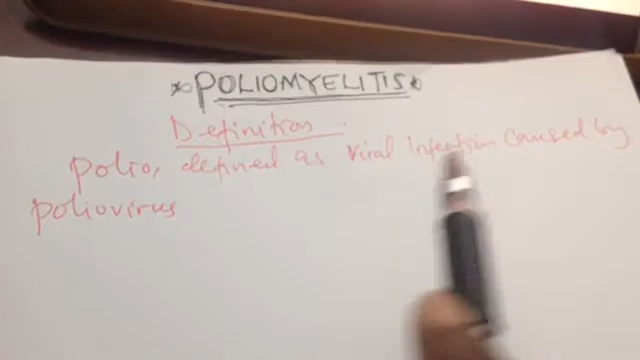 *POLIOMYELITIS*
Definition.
Polio, defined as viral Infection caused by
poliovirus